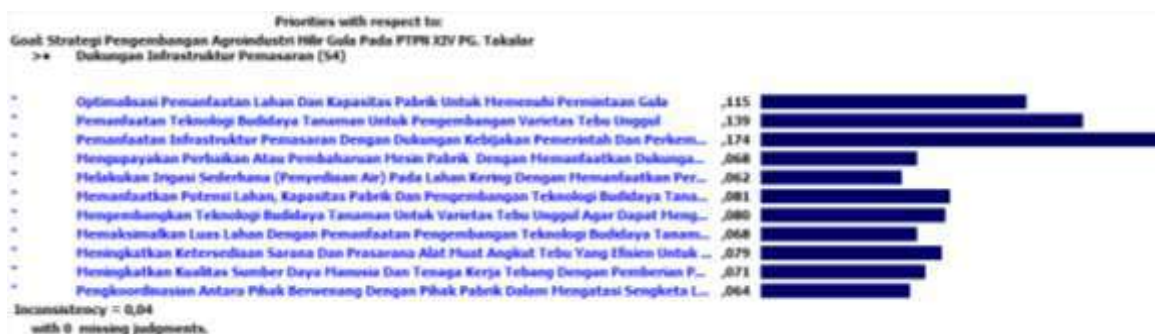 Priorities with respect to:
Goal: Strategi Pengembangan Agroindustri Hilir Gula Pada PTPN XIV PG. Takalar
>• Dukungan Infrastruktur Pemasaran (S4)
Optimalisasi Pemanfaatan Lahan Dan Kapasitas Pabrik Untuk Memenuhi Permintaan Gula ,115
Pemanfaatan Teknologi Budidaya Tanaman Untuk Pengembangan Varietas Tebu Unggul ,139
Pemanfaatan Infrastruktur Pemasaran Dengan Dukungan Kebijakan Pemerintah Dan Perkem... ,174
Mengupayakan Perbaikan Atau Pembaharuan Mesin Pabrik Dengan Memanfaatkan Dukunga... ,068
Melakukan Irigasi Sederhana (Penyediaan Air) Pada Lahan Kering Dengan Memanfaatkan Per... ,062
Memanfaatkan Potensi Lahan, Kapasitas Pabrik Dan Pengembangan Teknologi Budidaya Tana... ,081
Mengembangkan Teknologi Budidaya Tanaman Untuk Varietas Tebu Unggul Agar Dapat Meng... ,080
Memaksimalkan Luas Lahan Dengan Pemanfaatan Pengembangan Teknologi Budidaya Tanam... ,068
Meningkatkan Ketersediaan Sarana Dan Prasarana Alat Muat Angkut Tebu Yang Efisien Untuk ... ,079
Meningkatkan Kualitas Sumber Daya Manusia Dan Tenaga Kerja Tebang Dengan Pemberian P... ,071
Pengkoordinasian Antara Pihak Berwenang Dengan Pihak Pabrik Dalam Mengatasi Sengketa L... ,064
Inconsistency = 0,04
with 0 missing judgments.